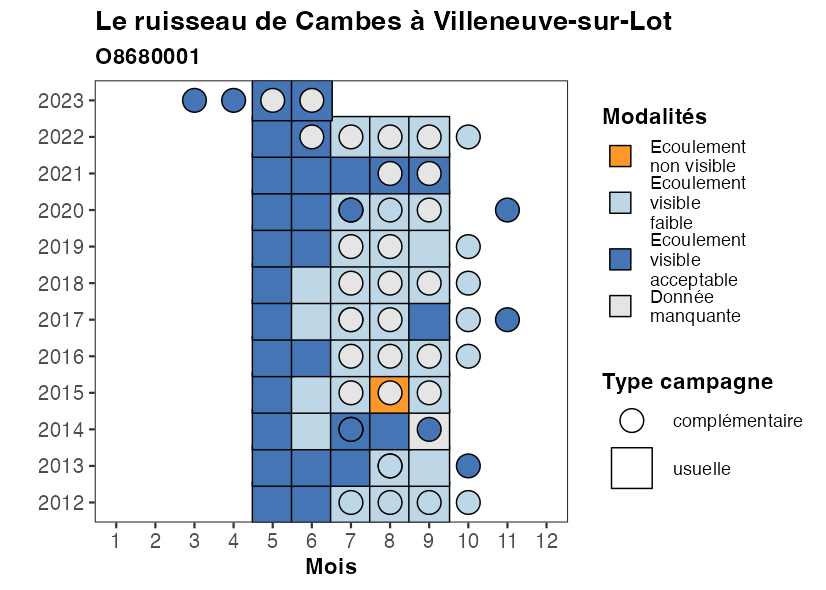 Le ruisseau de Cambes à Villeneuve-sur-Lot
O8680001
2023
2022
2021
2020
2019
2018
2017
2016
2015
2014
2013
2012
1 2 3 4 5 6 7 8 9 10 11 12
Mois
Modalités
Ecoulement
non visible
Ecoulement
visible
faible
Ecoulement
visible
acceptable
Donnée
manquante
Type campagne
complémentaire
usuelle